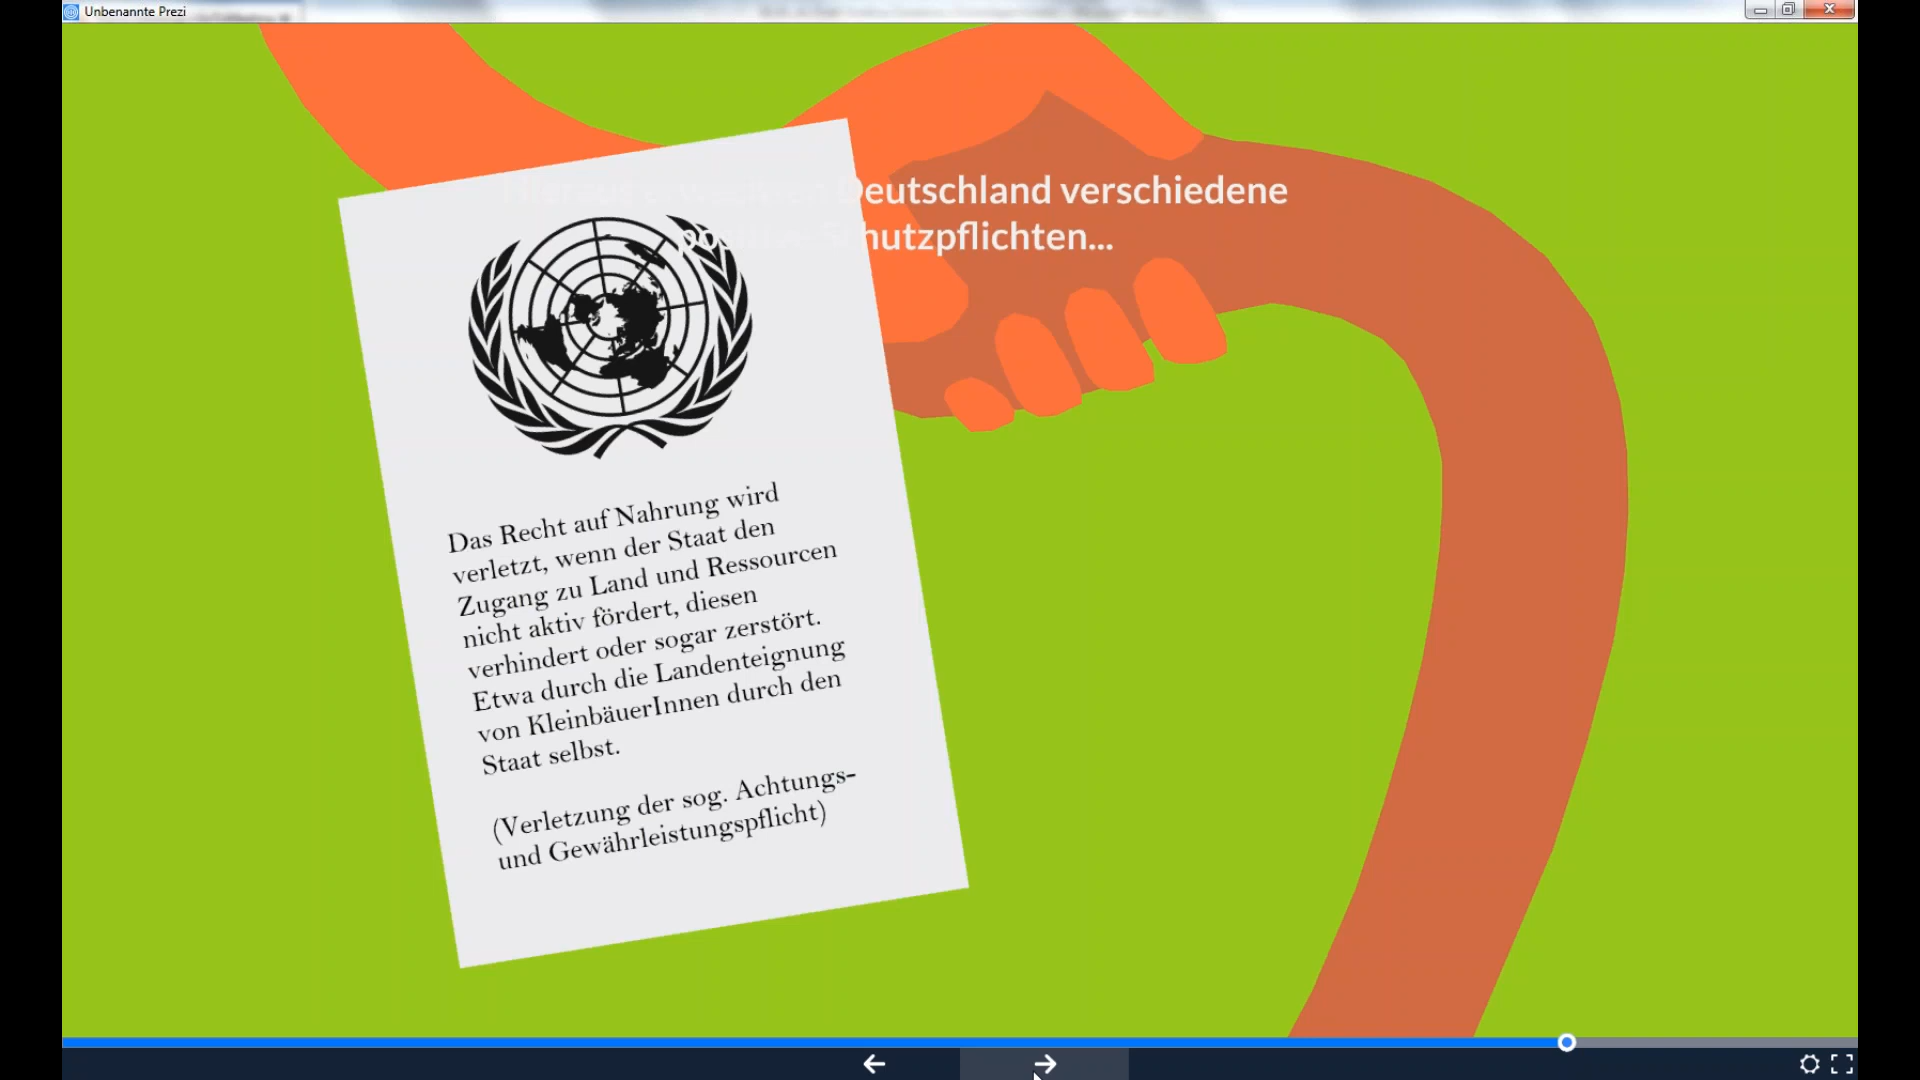 Unbenannte Prezi
Deutschland verschiedene
Schutzpflichten...
Das Recht auf Nahrung wird
verletzt, wenn der Staat den
Zugang zu Land und Ressourcen
nicht aktiv fördert, diesen
verhindert oder sogar zerstört.
Etwa durch die Landenteignung
von KleinbäuerInnen durch den
Staat selbst.
(Verletzung der sog. Achtungs-
und Gewährleistungspflicht)